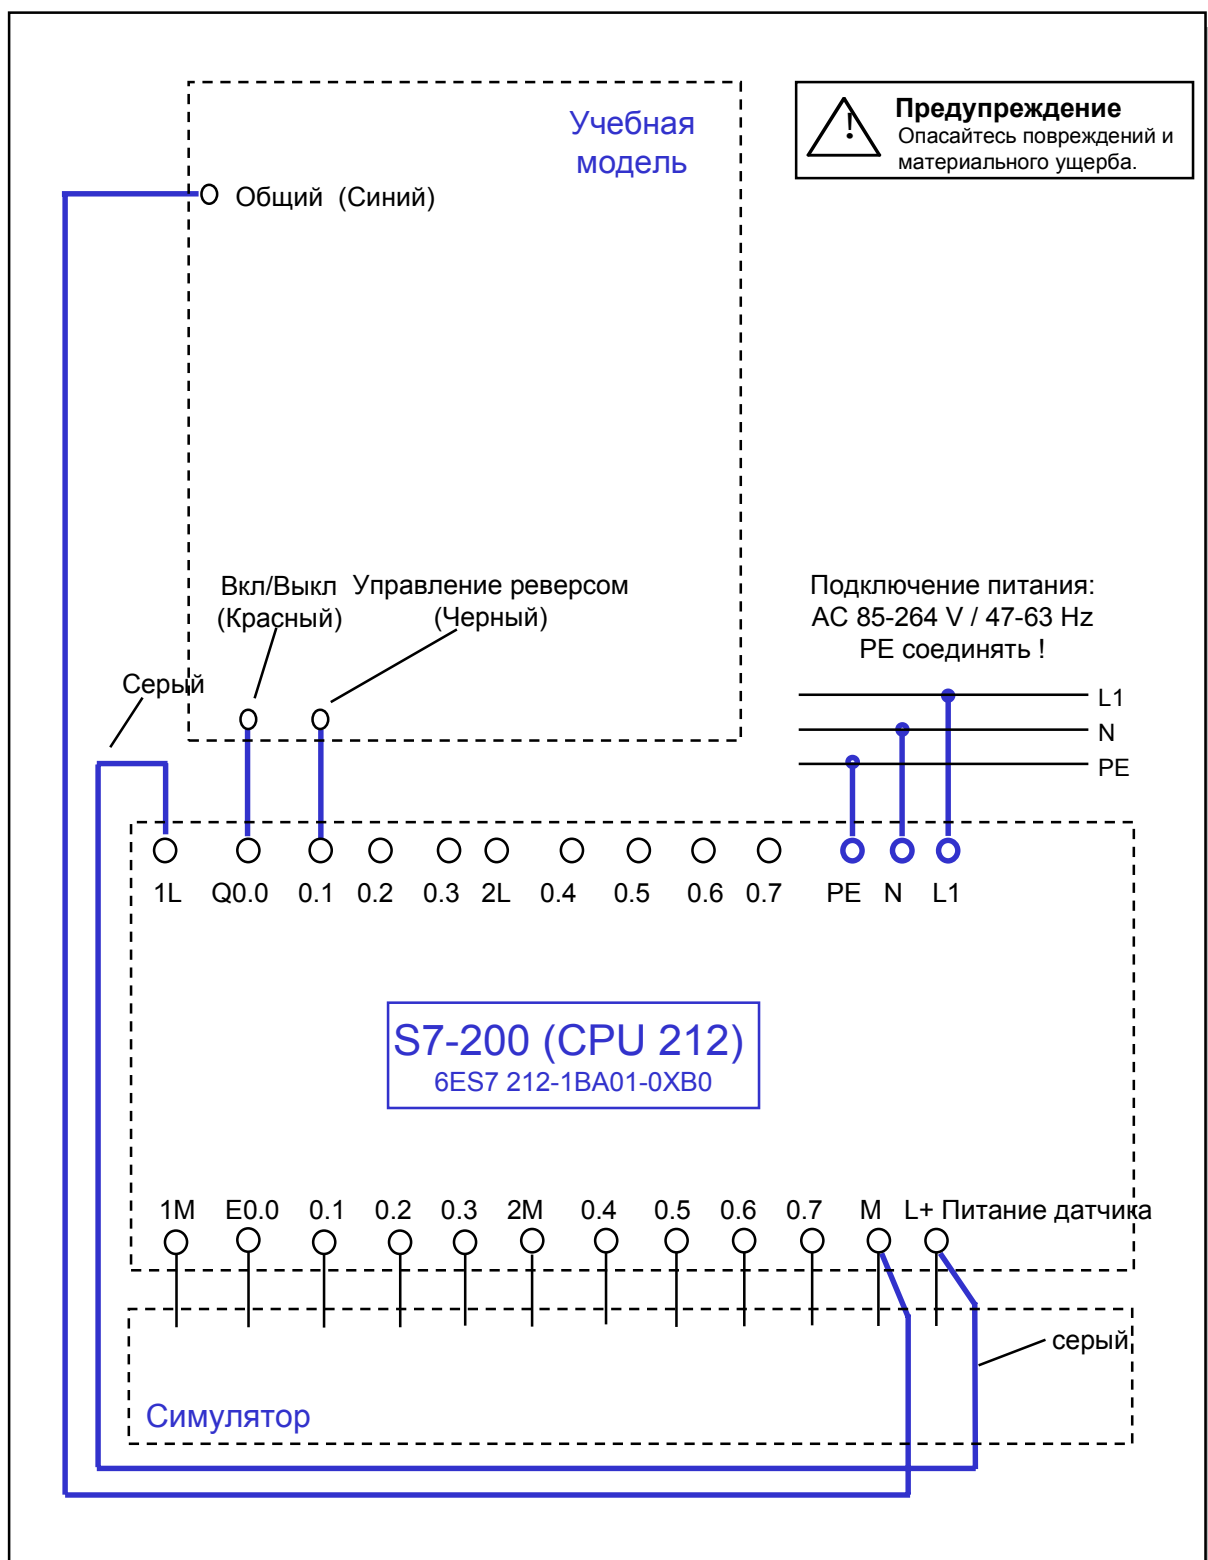 Учебная
модель
!
Предупреждение
Опасайтесь повреждений и
материального ущерба.
Общий (Синий)
Вкл/Выкл Управление реверсом
(Красный) (Черный)
Серый
Подключение питания:
AC 85-264 V / 47-63 Hz
PE соединять !
L1
N
PE
1L Q0.0 0.1 0.2 0.3 2L 0.4 0.5 0.6 0.7 PE N L1
S7-200 (CPU 212)
6ES7 212-1BA01-0XB0
1M E0.0 0.1 0.2 0.3 2M 0.4 0.5 0.6 0.7 M L+ Питание датчика
серый
Симулятор